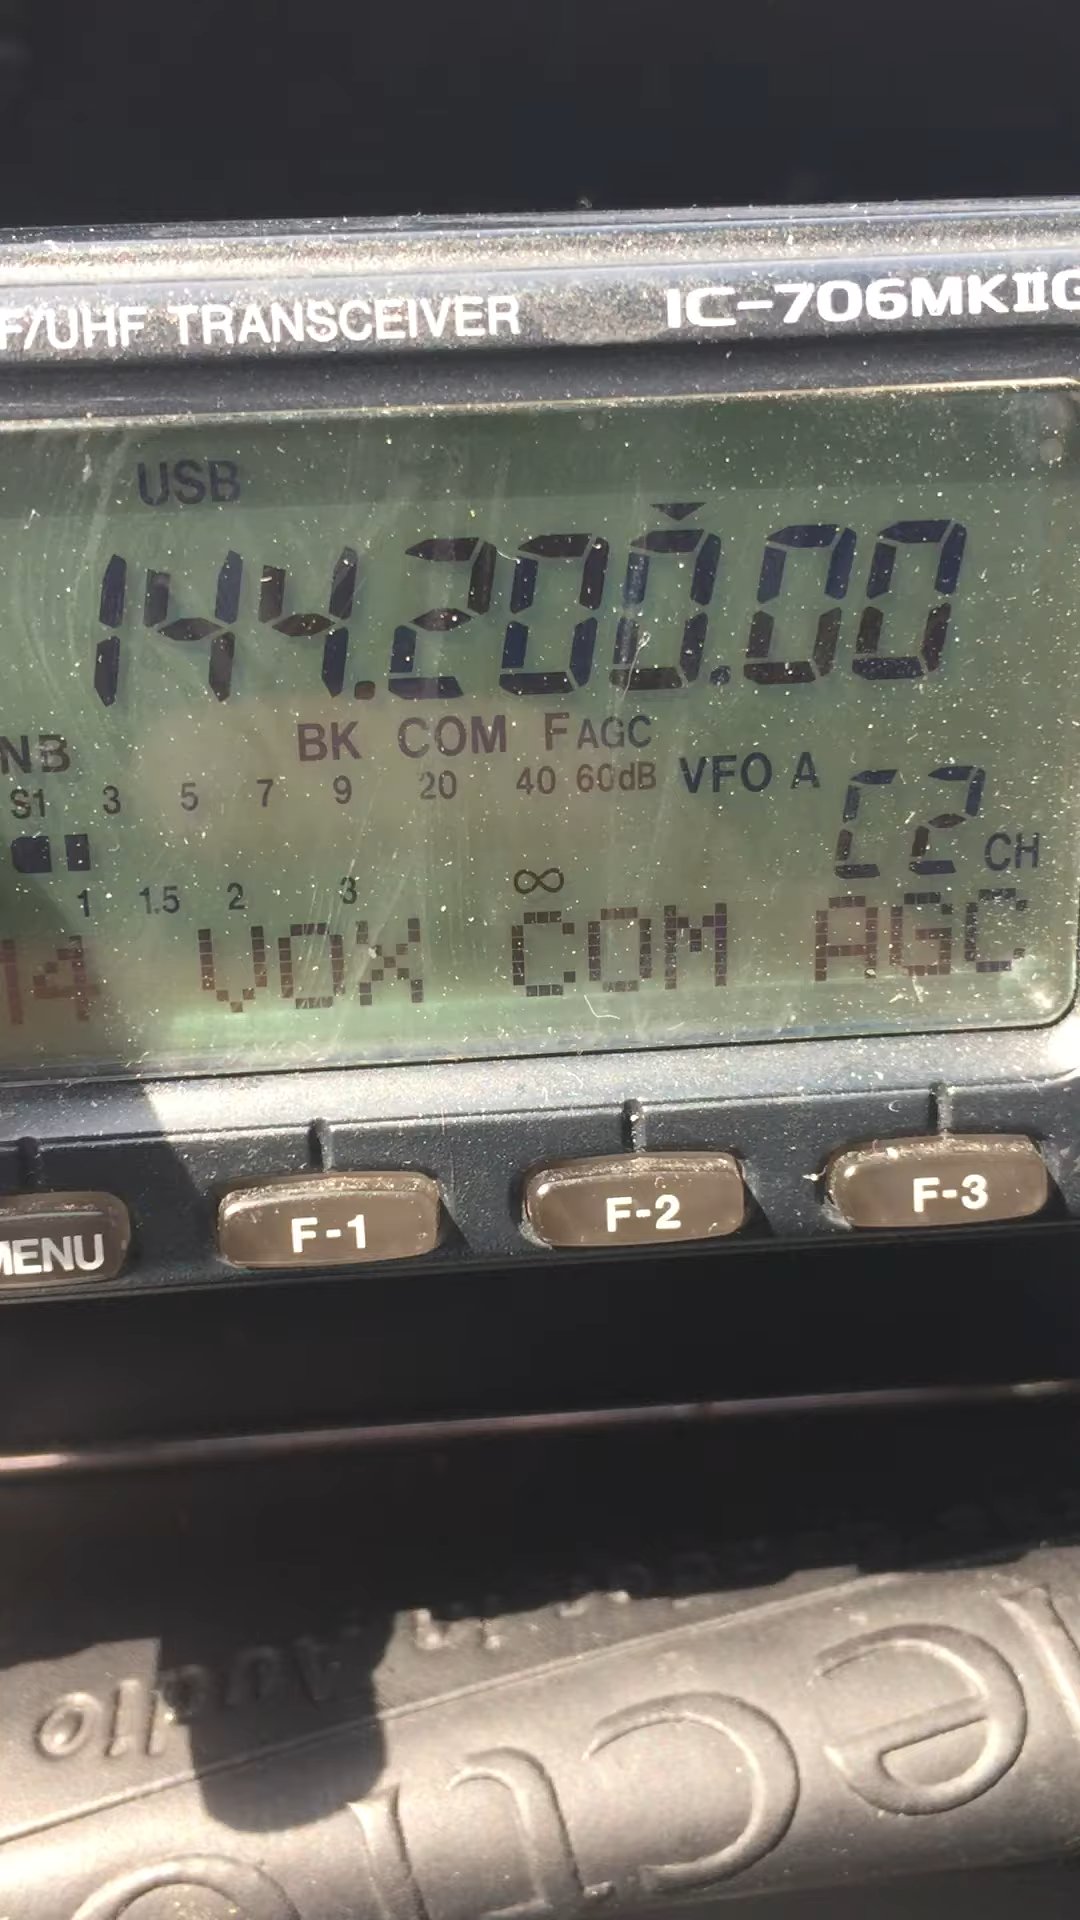 F/UHF TRANSCEIVER IC-706MKIIG
USB
144.200.00
NB BK COM F AGC
S1 3 5 7 9 20 40 60dB VFO A C2 CH
1 1.5 2 3 ∞
M4 VOX COM AGC
MENU F-1 F-2 F-3